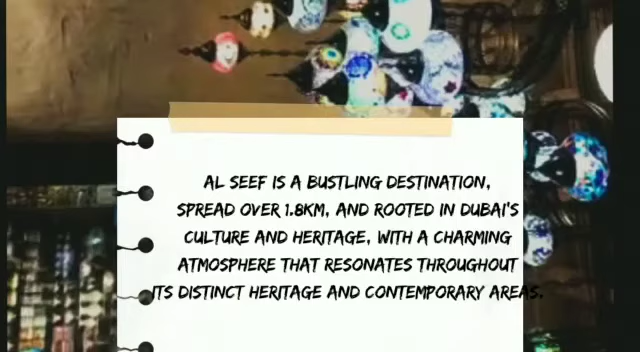 AL SEEF IS A BUSTLING DESTINATION,
SPREAD OVER 1.8KM, AND ROOTED IN DUBAI'S
CULTURE AND HERITAGE, WITH A CHARMING
ATMOSPHERE THAT RESONATES THROUGHOUT
ITS DISTINCT HERITAGE AND CONTEMPORARY AREAS.